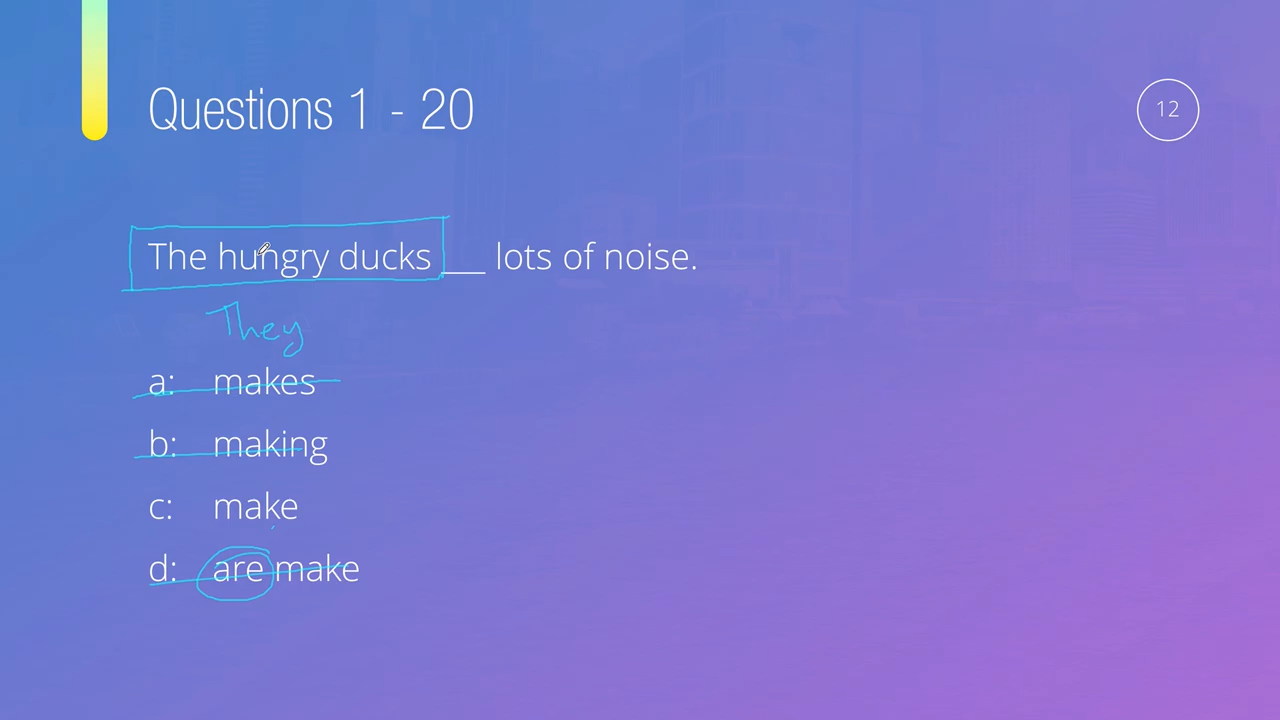 Questions 1 - 20
12
The hungry ducks ___ lots of noise.
They
a: makes
b: making
c: make
d: are make